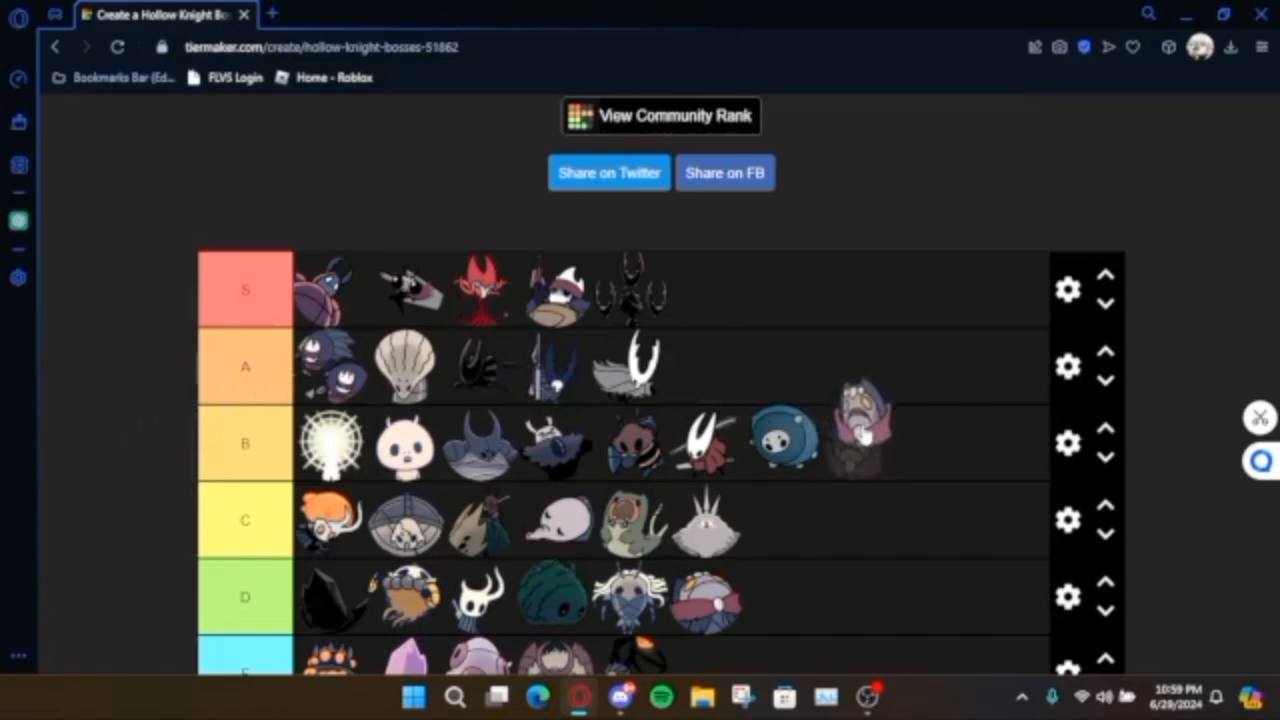 Create a Hollow Knight Bo
tiermaker.com/create/hollow-knight-bosses-51862
Bookmarks Bar (Ed...
FLVS Login
Home - Roblox
View Community Rank
Share on Twitter
Share on FB
S
A
B
C
D
10:59 PM
6/29/2024